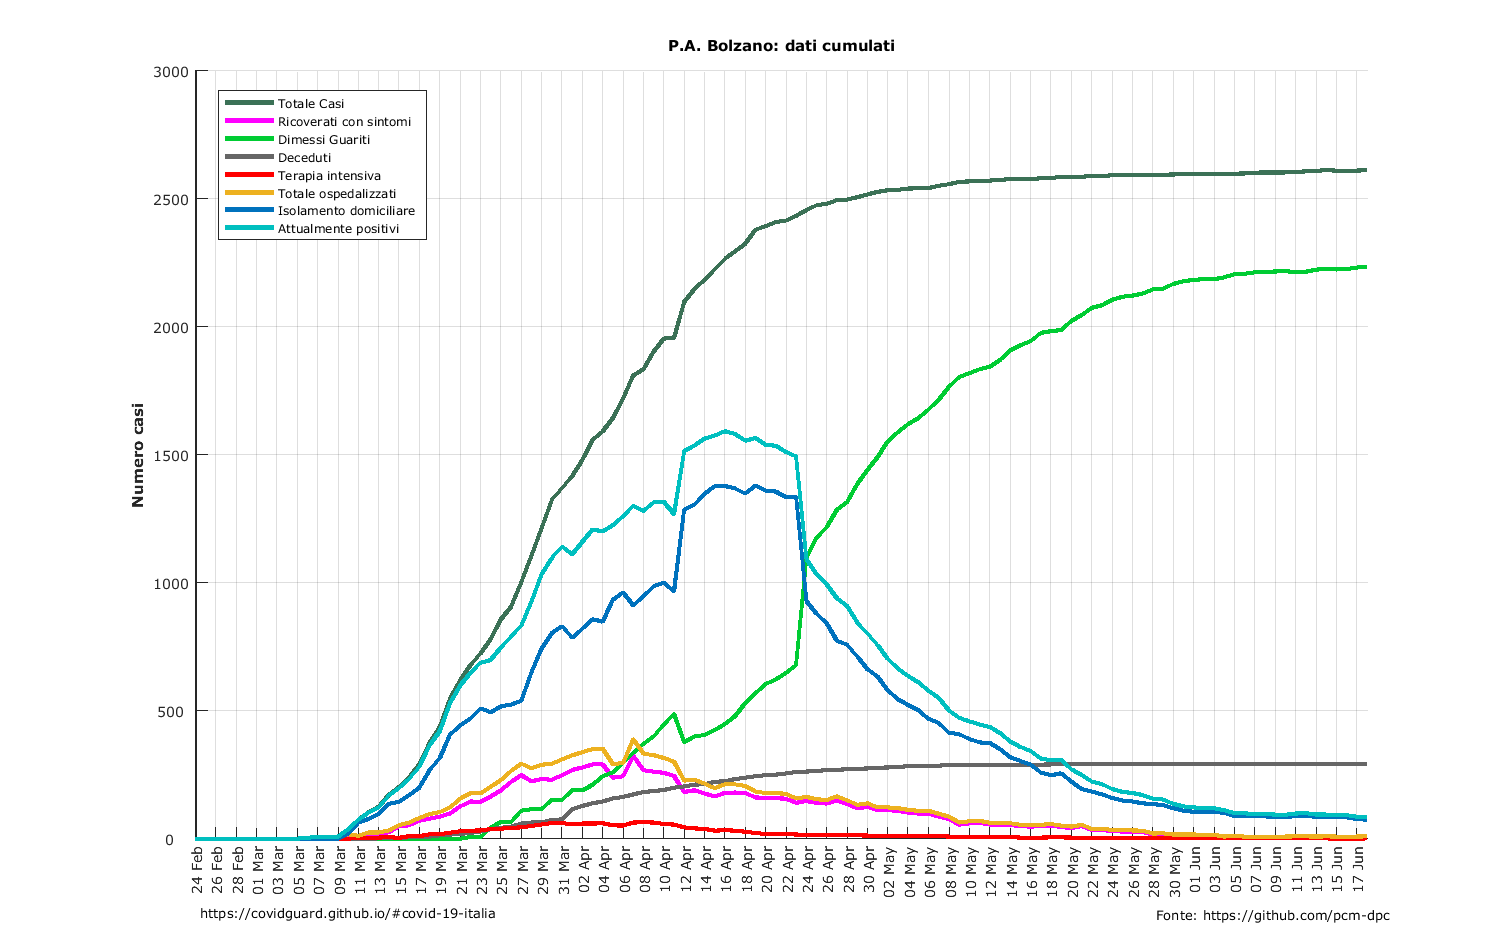 P.A. Bolzano: dati cumulati
3000
2500
2000
1500
1000
500
0
Numero casi
Totale Casi
Ricoverati con sintomi
Dimessi Guariti
Deceduti
Terapia intensiva
Totale ospedalizzati
Isolamento domiciliare
Attualmente positivi
24 Feb
26 Feb
28 Feb
01 Mar
03 Mar
05 Mar
07 Mar
09 Mar
11 Mar
13 Mar
15 Mar
17 Mar
19 Mar
21 Mar
23 Mar
25 Mar
27 Mar
29 Mar
31 Mar
02 Apr
04 Apr
06 Apr
08 Apr
10 Apr
12 Apr
14 Apr
16 Apr
18 Apr
20 Apr
22 Apr
24 Apr
26 Apr
28 Apr
30 Apr
02 May
04 May
06 May
08 May
10 May
12 May
14 May
16 May
18 May
20 May
22 May
24 May
26 May
28 May
30 May
01 Jun
03 Jun
05 Jun
07 Jun
09 Jun
11 Jun
13 Jun
15 Jun
17 Jun
https://covidguard.github.io/#covid-19-italia
Fonte: https://github.com/pcm-dpc